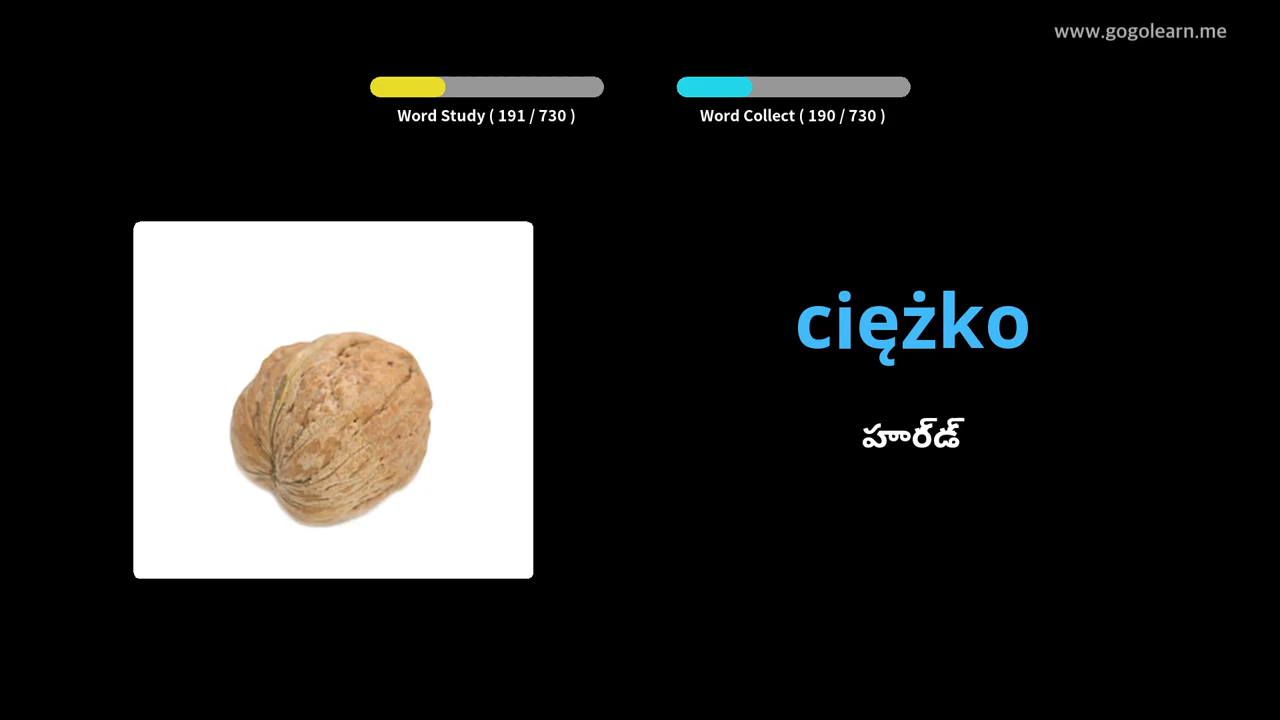 www.gogolearn.me
Word Study ( 191 / 730 )
Word Collect ( 190 / 730 )
ciężko
హార్డ్